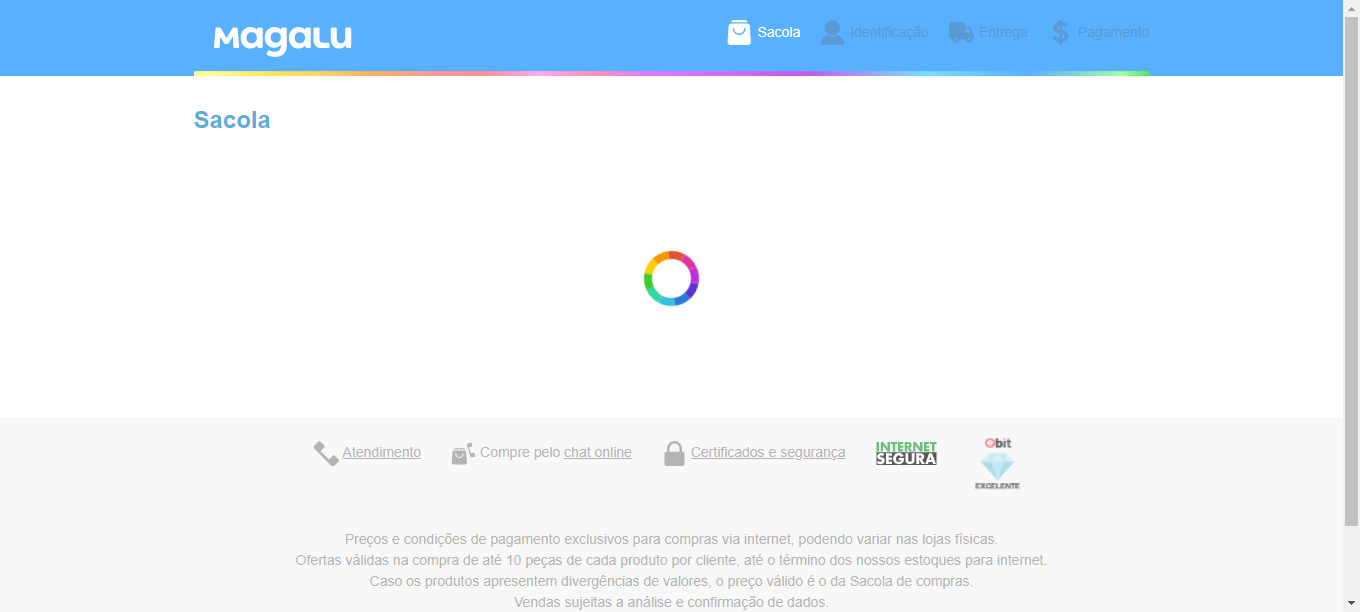 MAGALU
Sacola
Identificação
Entrega
Pagamento
Sacola
Atendimento
Compre pelo chat online
Certificados e segurança
INTERNET
SEGURA
ebit
EXCELENTE
Preços e condições de pagamento exclusivos para compras via internet, podendo variar nas lojas físicas.
Ofertas válidas na compra de até 10 peças de cada produto por cliente, até o término dos nossos estoques para internet.
Caso os produtos apresentem divergências de valores, o preço válido é o da Sacola de compras.
Vendas sujeitas a análise e confirmação de dados.